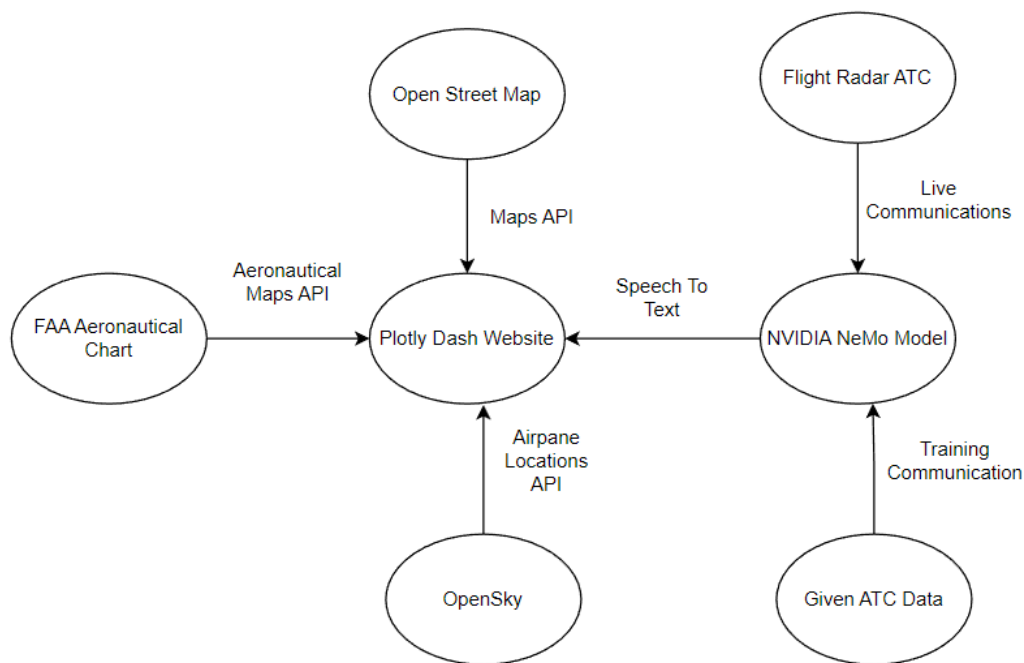 Flight Radar ATC
Open Street Map
Live
Communications
Maps API
Aeronautical
Maps API
Speech To
Text
FAA Aeronautical
Chart
Plotly Dash Website
NVIDIA NeMo Model
Airpane
Locations
API
Training
Communication
OpenSky
Given ATC Data